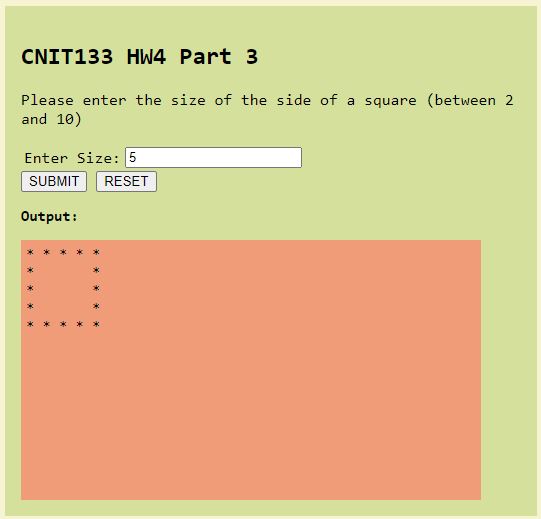 CNIT133 HW4 Part 3
Please enter the size of the side of a square (between 2
and 10)
Enter Size: 5
SUBMIT RESET
Output:
* * * * *
*       *
*       *
*       *
* * * * *